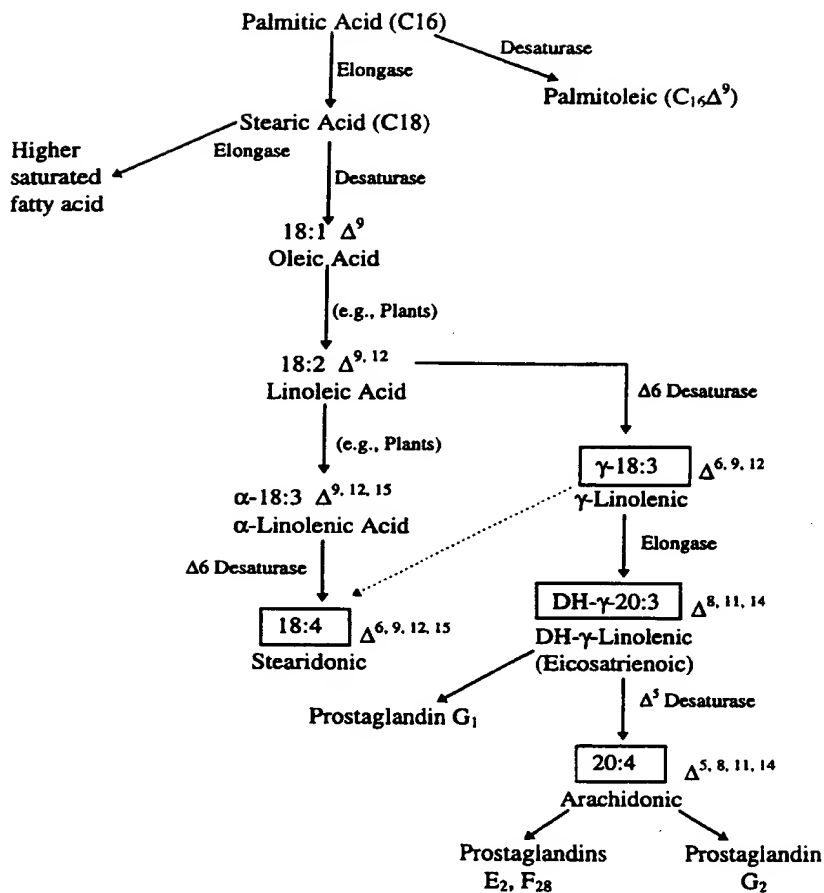 Palmitic Acid (C16)
Desaturase
Elongase
Palmitoleic (C₁₆Δ⁹)
Stearic Acid (C18)
Elongase
Higher
saturated
fatty acid
Desaturase
18:1 Δ⁹
Oleic Acid
(e.g., Plants)
18:2 Δ⁹, ¹²
Linoleic Acid
Δ6 Desaturase
(e.g., Plants)
γ-18:3 Δ⁶, ⁹, ¹²
γ-Linolenic
α-18:3 Δ⁹, ¹², ¹⁵
α-Linolenic Acid
Elongase
Δ6 Desaturase
DH-γ-20:3 Δ⁸, ¹¹, ¹⁴
18:4 Δ⁶, ⁹, ¹², ¹⁵
Stearidonic
DH-γ-Linolenic
(Eicosatrienoic)
Δ⁵ Desaturase
Prostaglandin G₁
20:4 Δ⁵, ⁸, ¹¹, ¹⁴
Arachidonic
Prostaglandins
E₂, F₂₈
Prostaglandin
G₂